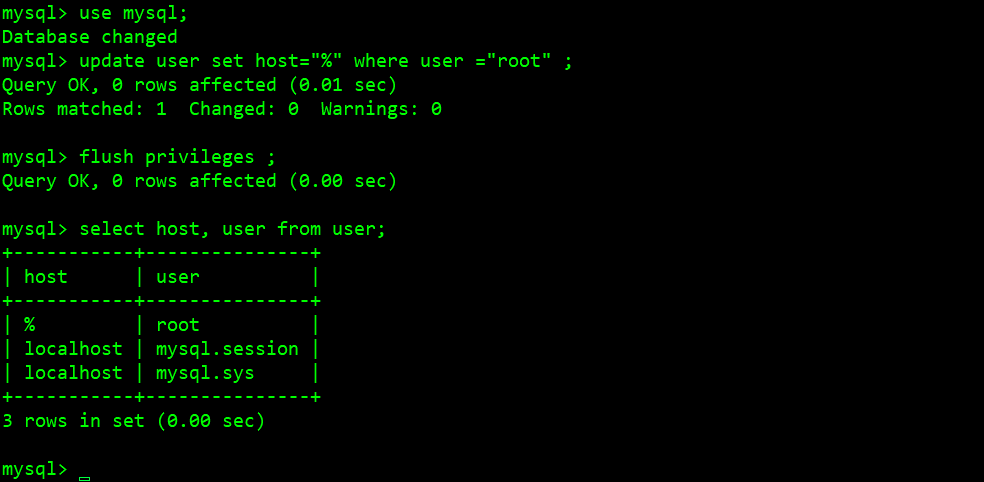 mysql> use mysql;
Database changed
mysql> update user set host="%" where user ="root" ;
Query OK, 0 rows affected (0.01 sec)
Rows matched: 1  Changed: 0  Warnings: 0

mysql> flush privileges ;
Query OK, 0 rows affected (0.00 sec)

mysql> select host, user from user;
+-----------+---------------+
| host      | user          |
+-----------+---------------+
| %         | root          |
| localhost | mysql.session |
| localhost | mysql.sys     |
+-----------+---------------+
3 rows in set (0.00 sec)

mysql>